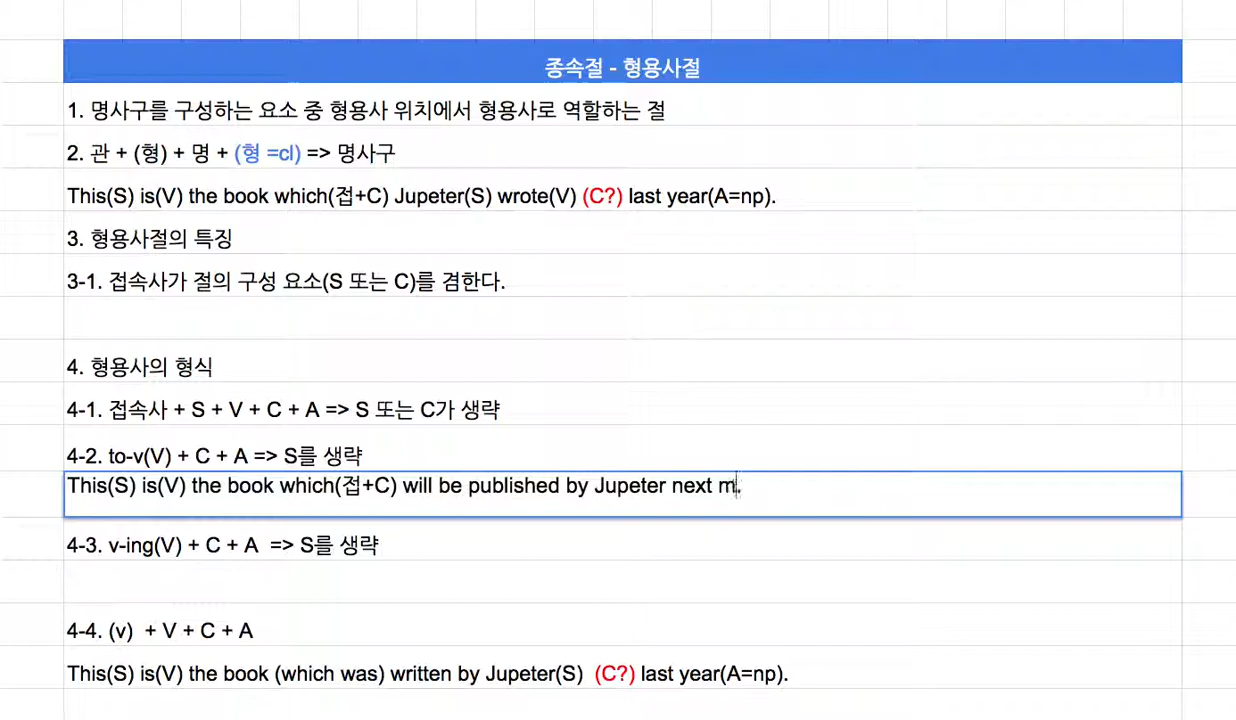 종속절 - 형용사절
1. 명사구를 구성하는 요소 중 형용사 위치에서 형용사로 역할하는 절
2. 관 + (형) + 명 + (형 =cl) => 명사구
This(S) is(V) the book which(접+C) Jupeter(S) wrote(V) (C?) last year(A=np).
3. 형용사절의 특징
3-1. 접속사가 절의 구성 요소(S 또는 C)를 겸한다.
4. 형용사의 형식
4-1. 접속사 + S + V + C + A => S 또는 C가 생략
4-2. to-v(V) + C + A => S를 생략
This(S) is(V) the book which(접+C) will be published by Jupeter next m.
4-3. v-ing(V) + C + A => S를 생략
4-4. (v) + V + C + A
This(S) is(V) the book (which was) written by Jupeter(S) (C?) last year(A=np).